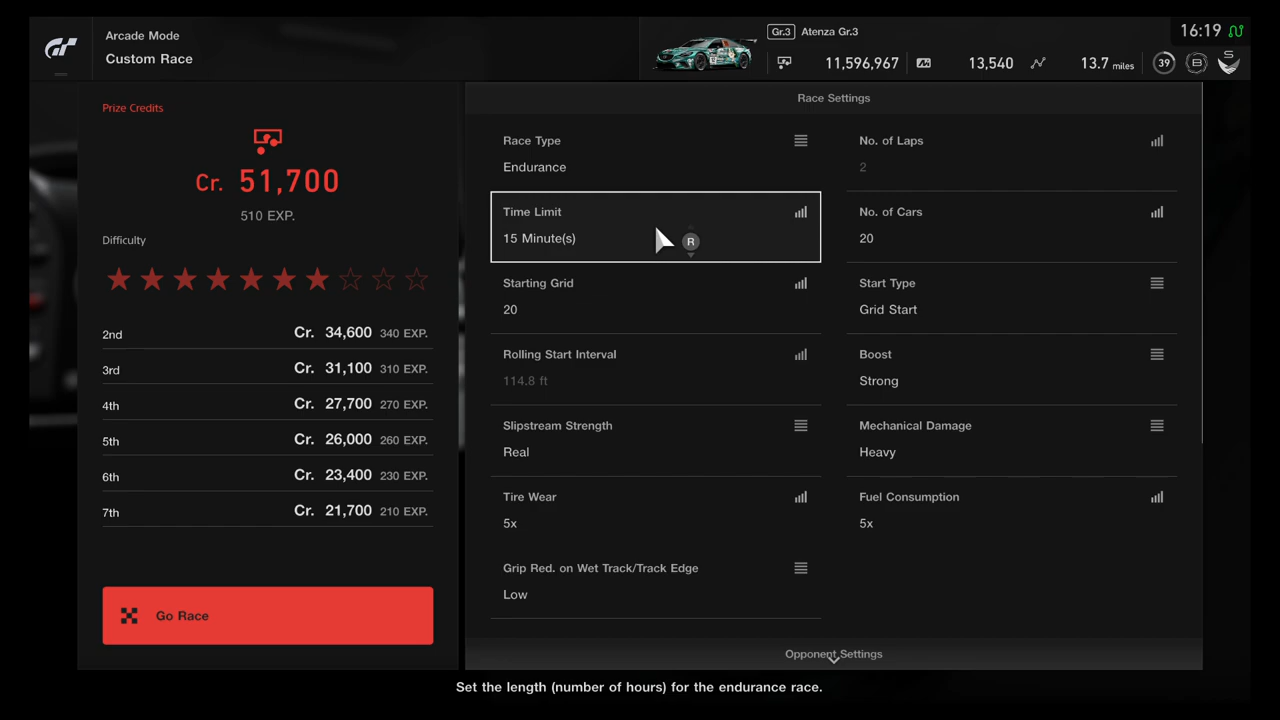 GT
Arcade Mode
Custom Race
Gr.3 Atenza Gr.3
11,596,967 13,540 13.7 miles 39 B S
16:19
Prize Credits
Cr. 51,700
510 EXP.
Difficulty
2nd Cr. 34,600 340 EXP.
3rd Cr. 31,100 310 EXP.
4th Cr. 27,700 270 EXP.
5th Cr. 26,000 260 EXP.
6th Cr. 23,400 230 EXP.
7th Cr. 21,700 210 EXP.
Go Race
Race Settings
Race Type
Endurance
No. of Laps
2
Time Limit
15 Minute(s)
R
No. of Cars
20
Starting Grid
20
Start Type
Grid Start
Rolling Start Interval
114.8 ft
Boost
Strong
Slipstream Strength
Real
Mechanical Damage
Heavy
Tire Wear
5x
Fuel Consumption
5x
Grip Red. on Wet Track/Track Edge
Low
Opponent Settings
Set the length (number of hours) for the endurance race.